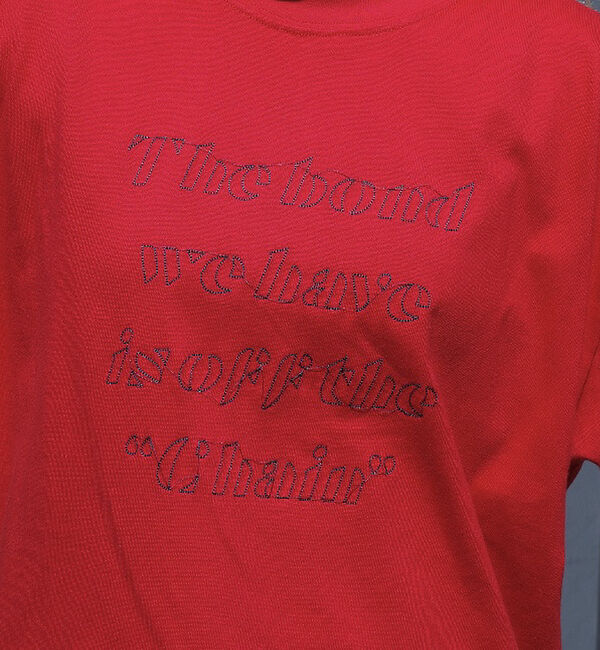 The bond
we have
is off the
“Chain”